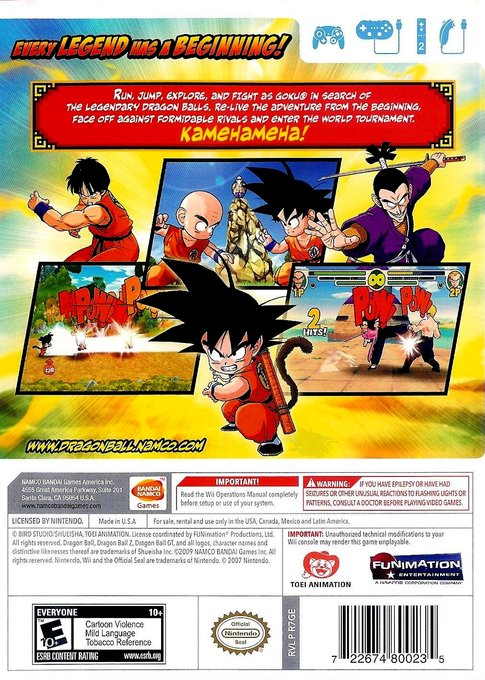 EVERY LEGEND HAS A BEGINNING!
2
RUN, JUMP, EXPLORE, AND FIGHT AS GOKU® IN SEARCH OF
THE LEGENDARY DRAGON BALLS. RE-LIVE THE ADVENTURE FROM THE BEGINNING,
FACE OFF AGAINST FORMIDABLE RIVALS AND ENTER THE WORLD TOURNAMENT.
KAMEHAMEHA!
1P
2P
POW
POW
2
HITS!
WWW.DRAGONBALL.NAMCO.COM
NAMCO BANDAI Games America Inc.
4555 Great America Parkway, Suite 201
Santa Clara, CA 95054 U.S.A.
www.namcobandaigames.com
BANDAI
NAMCO
Games
IMPORTANT!
Read the Wii Operations Manual completely
before setup or use of your system.
WARNING: IF YOU HAVE EPILEPSY OR HAVE HAD
SEIZURES OR OTHER UNUSUAL REACTIONS TO FLASHING LIGHTS OR
PATTERNS, CONSULT A DOCTOR BEFORE PLAYING VIDEO GAMES.
LICENSED BY NINTENDO.
Made in U.S.A
For sale, rental and use only in the USA, Canada, Mexico and Latin America.
© BIRD STUDIO/SHUEISHA, TOEI ANIMATION. License coordinated by FUNimation® Productions, Ltd.
All rights reserved. Dragon Ball, Dragon Ball Z, Dragon Ball GT, and all logos, character names and
distinctive likenesses thereof are trademarks of Shueisha Inc. ©2009 NAMCO BANDAI Games Inc. All
rights reserved. Nintendo, Wii and the Official Seal are trademarks of Nintendo. © 2007 Nintendo.
IMPORTANT: Unauthorized technical modifications to your
Wii console may render this game unplayable.
TOEI ANIMATION
FUNIMATION
ENTERTAINMENT
A NAVARRE CORPORATION COMPANY
EVERYONE 10+
E
10+
Cartoon Violence
Mild Language
Tobacco Reference
ESRB CONTENT RATING
www.esrb.org
Official
Nintendo
Seal
RVL P R7GE
7 22674 80023 5